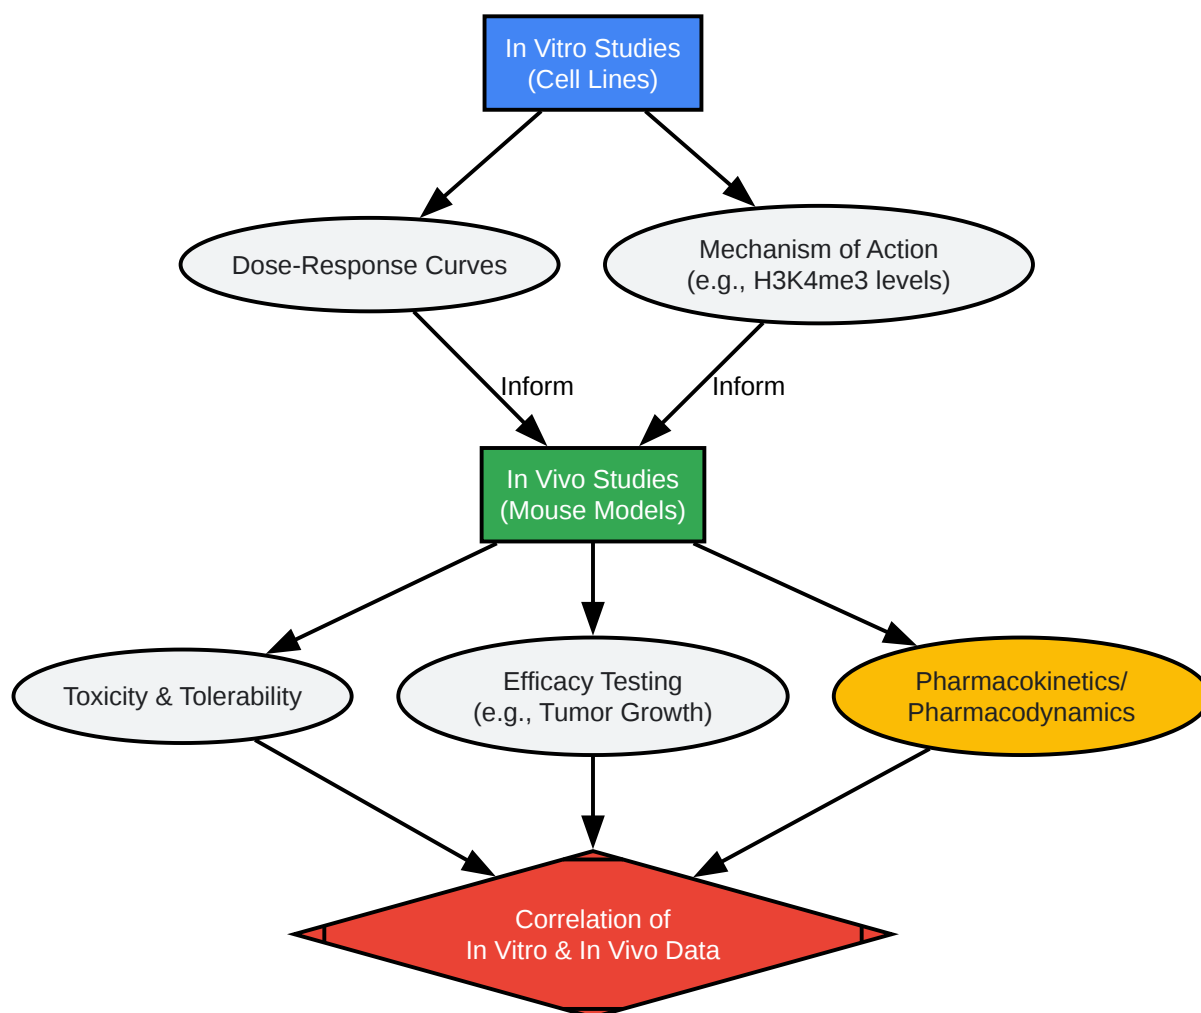 In Vitro Studies
(Cell Lines)
Dose-Response Curves
Mechanism of Action
(e.g., H3K4me3 levels)
Inform
Inform
In Vivo Studies
(Mouse Models)
Toxicity & Tolerability
Efficacy Testing
(e.g., Tumor Growth)
Pharmacokinetics/
Pharmacodynamics
Correlation of
In Vitro & In Vivo Data